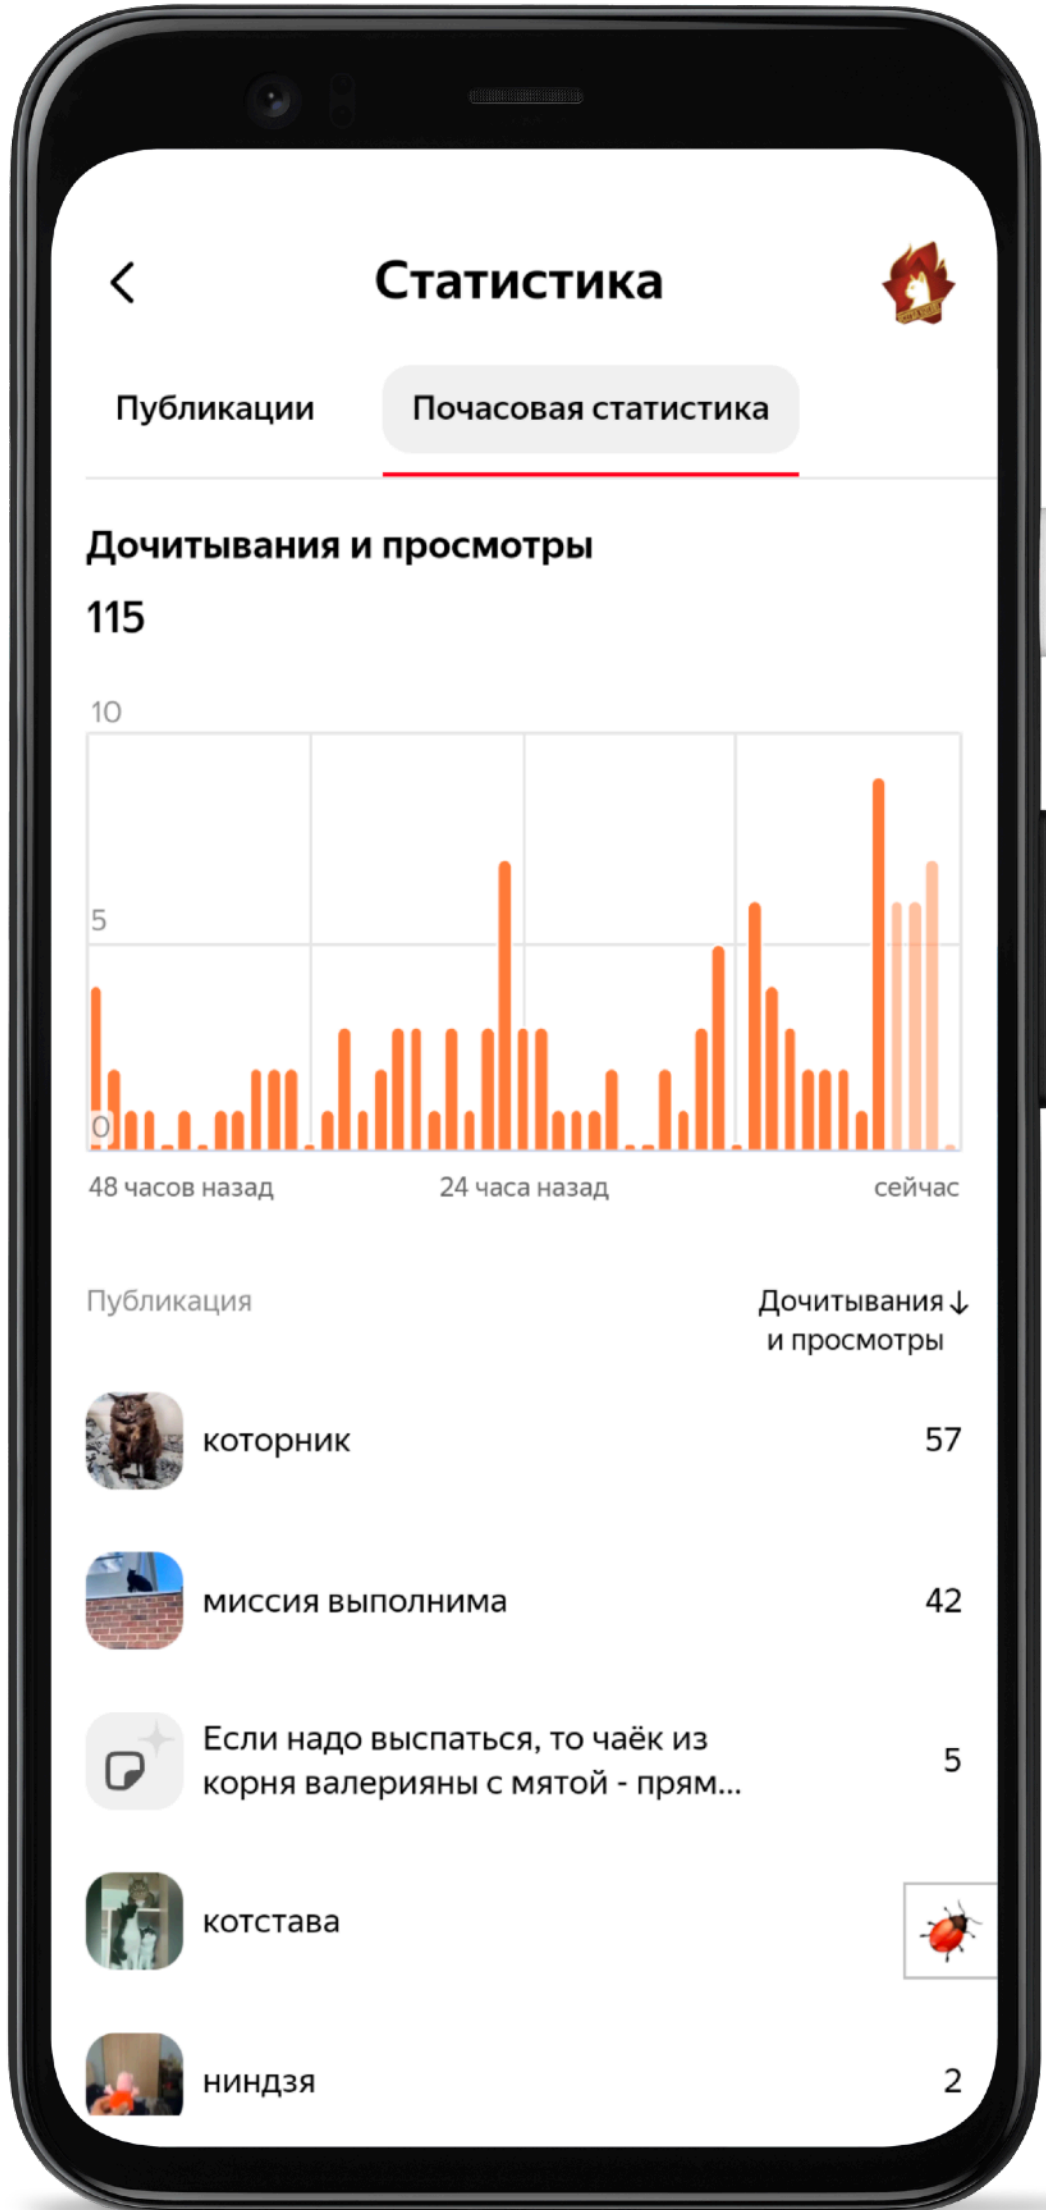 Статистика
Публикации
Почасовая статистика
Дочитывания и просмотры
115
10
5
0
48 часов назад
24 часа назад
сейчас
Публикация
Дочитывания↓
и просмотры
которник
57
миссия выполнима
42
Если надо выспаться, то чаёк из
корня валерияны с мятой - прям...
5
котстава
ниндзя
2